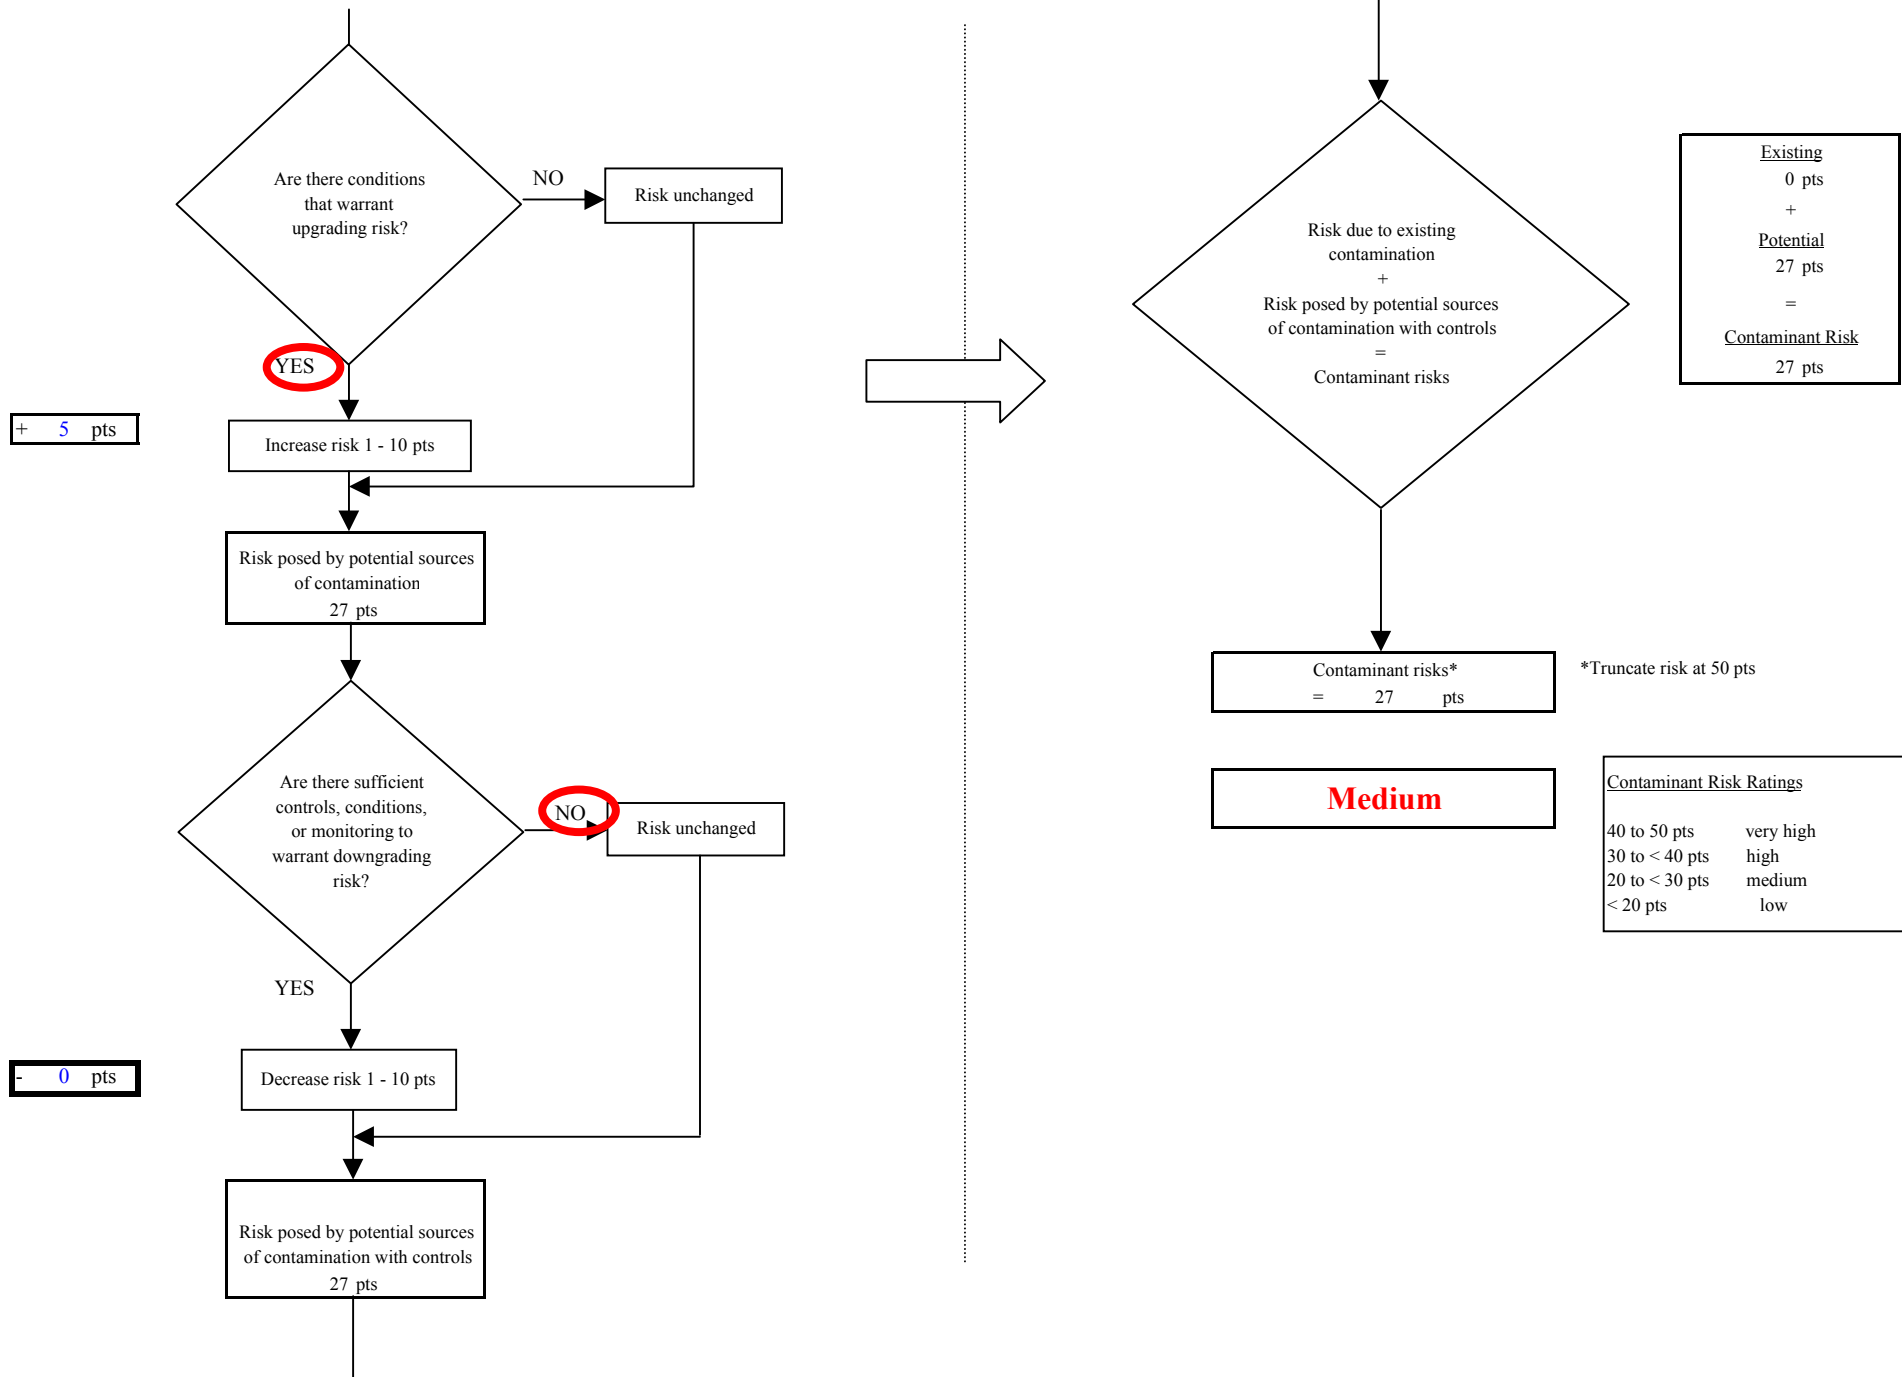 Are there conditions
that warrant
upgrading risk?
NO
Risk unchanged
YES
+ 5 pts
Increase risk 1 - 10 pts
Risk posed by potential sources
of contamination
27 pts
Are there sufficient
controls, conditions,
or monitoring to
warrant downgrading
risk?
NO
Risk unchanged
YES
- 0 pts
Decrease risk 1 - 10 pts
Risk posed by potential sources
of contamination with controls
27 pts
Risk due to existing
contamination
+
Risk posed by potential sources
of contamination with controls
=
Contaminant risks
Existing
0 pts
+
Potential
27 pts
=
Contaminant Risk
27 pts
Contaminant risks*
= 27 pts
*Truncate risk at 50 pts
Medium
Contaminant Risk Ratings
40 to 50 pts very high
30 to < 40 pts high
20 to < 30 pts medium
< 20 pts low